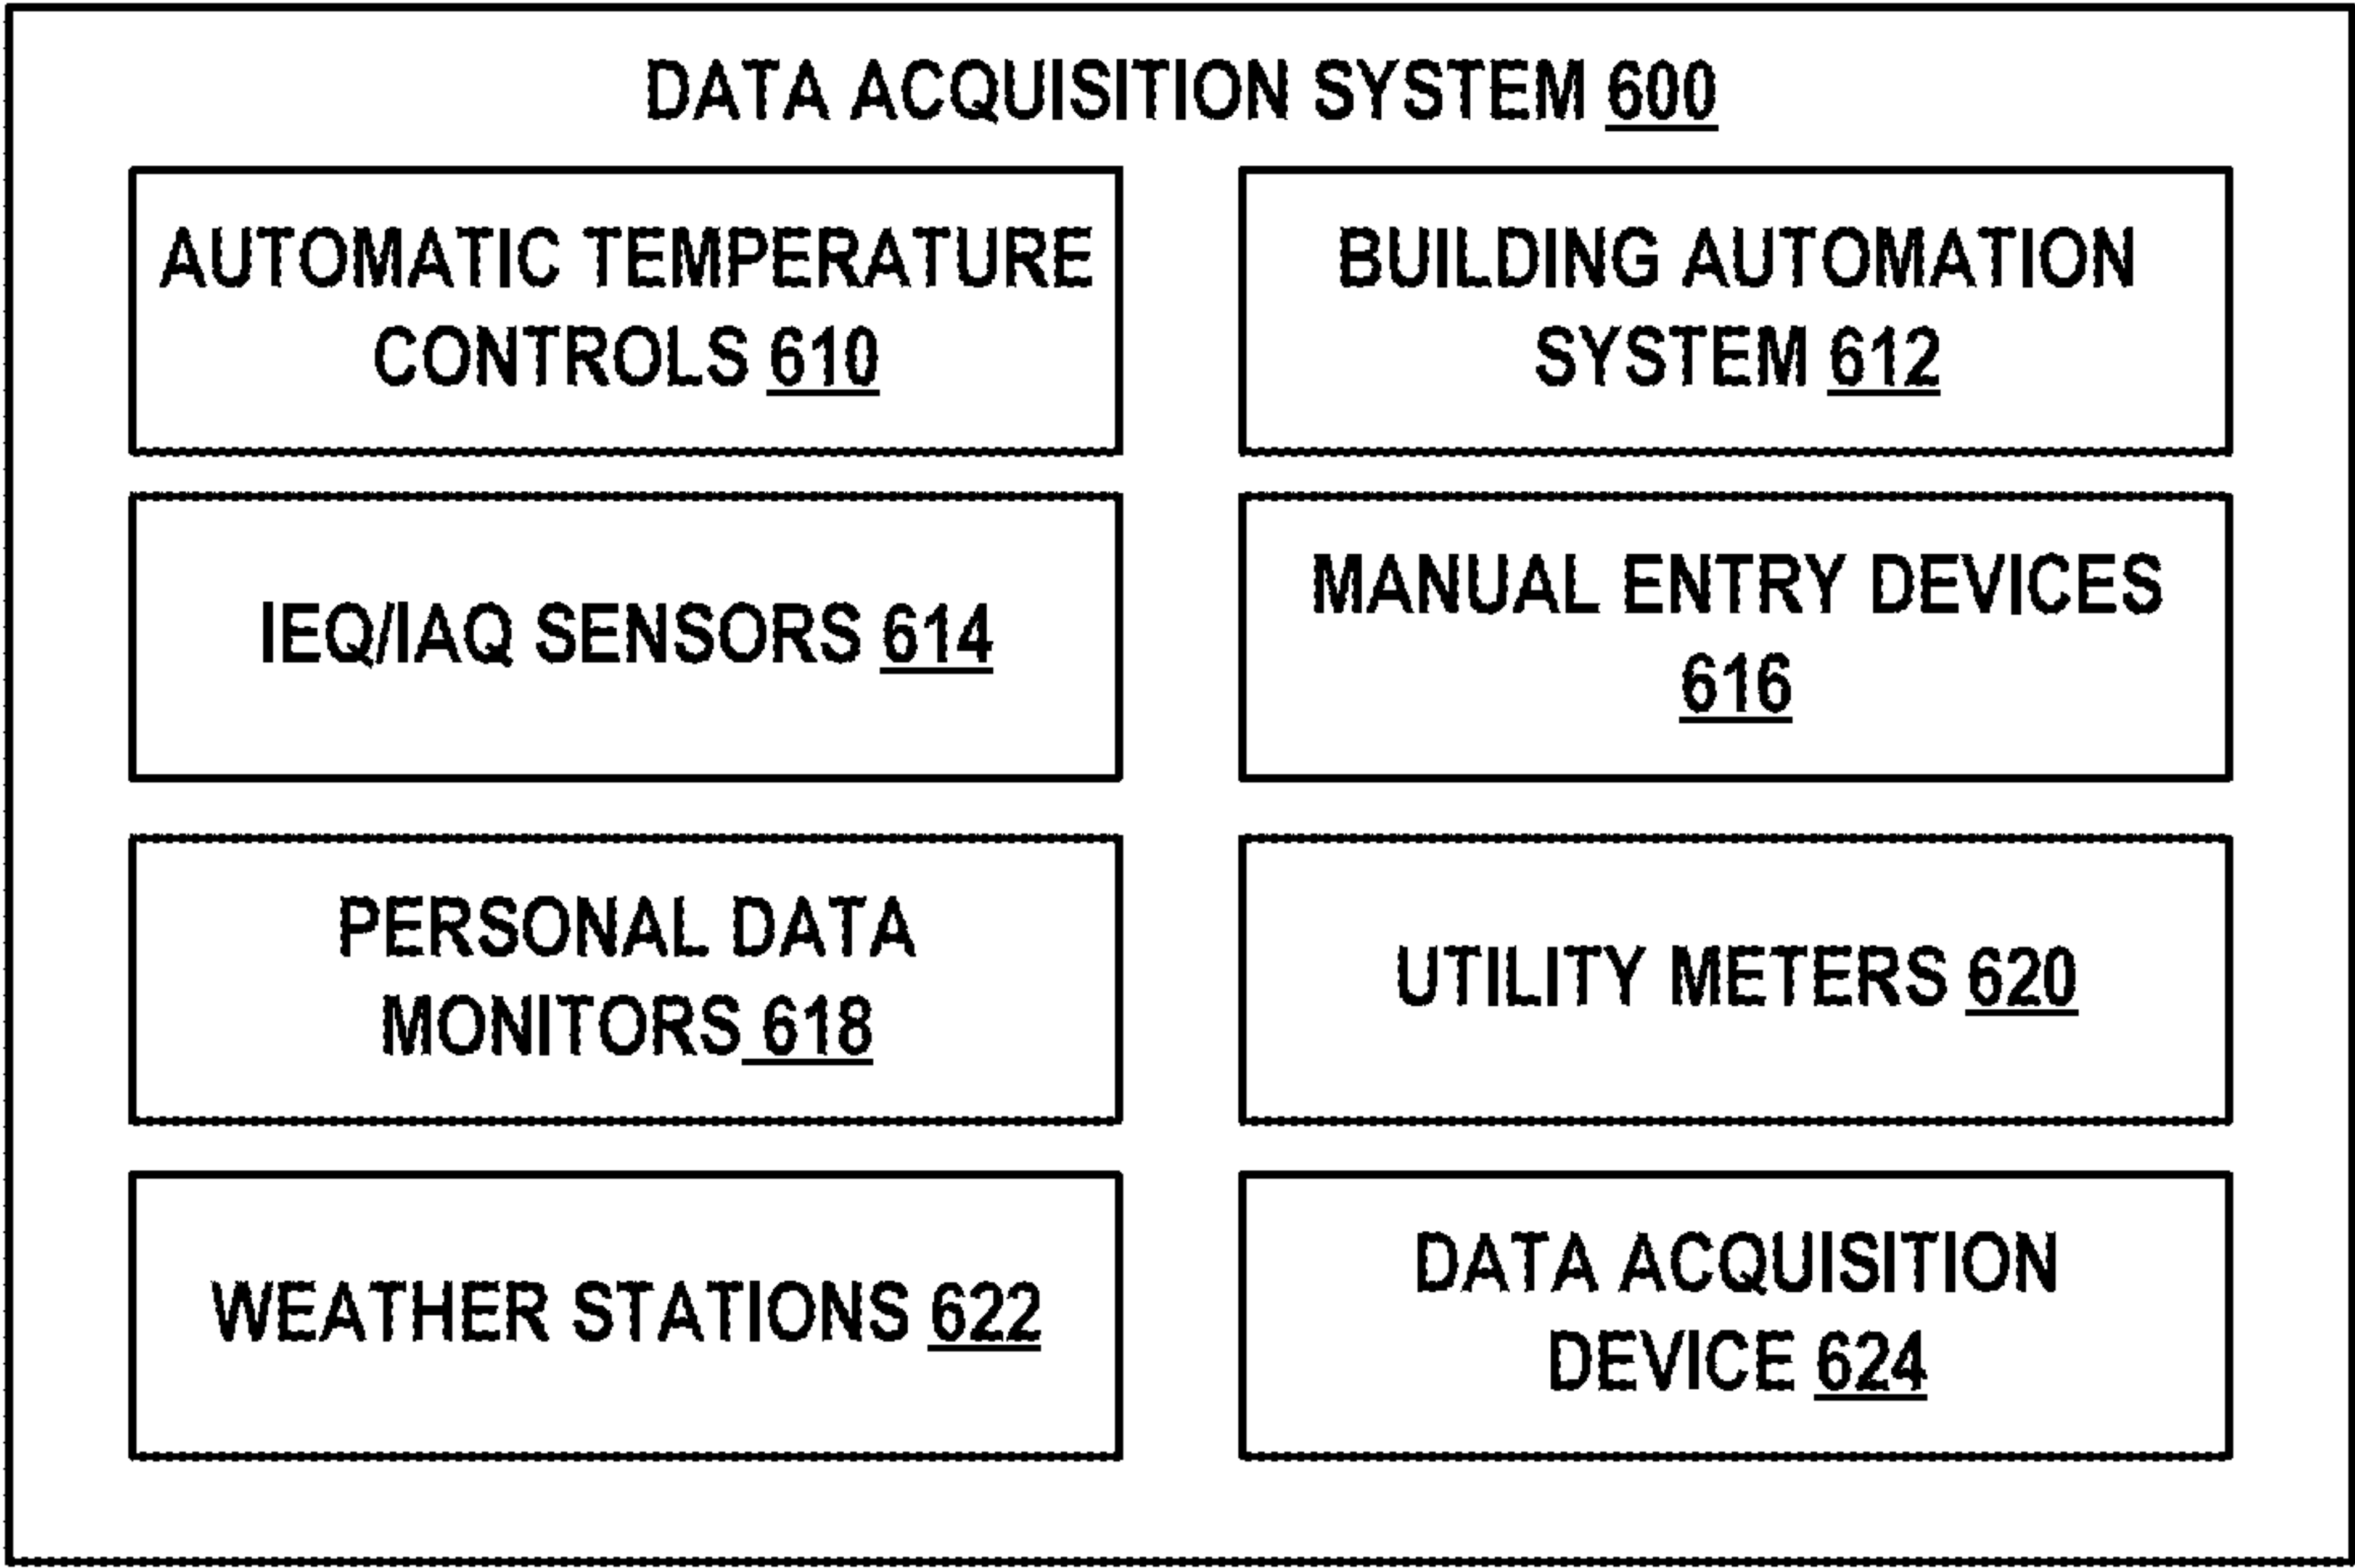 DATA ACQUISITION SYSTEM 600
AUTOMATIC TEMPERATURE
CONTROLS 610
BUILDING AUTOMATION
SYSTEM 612
IEQ/IAQ SENSORS 614
MANUAL ENTRY DEVICES
616
PERSONAL DATA
MONITORS 618
UTILITY METERS 620
WEATHER STATIONS 622
DATA ACQUISITION
DEVICE 624